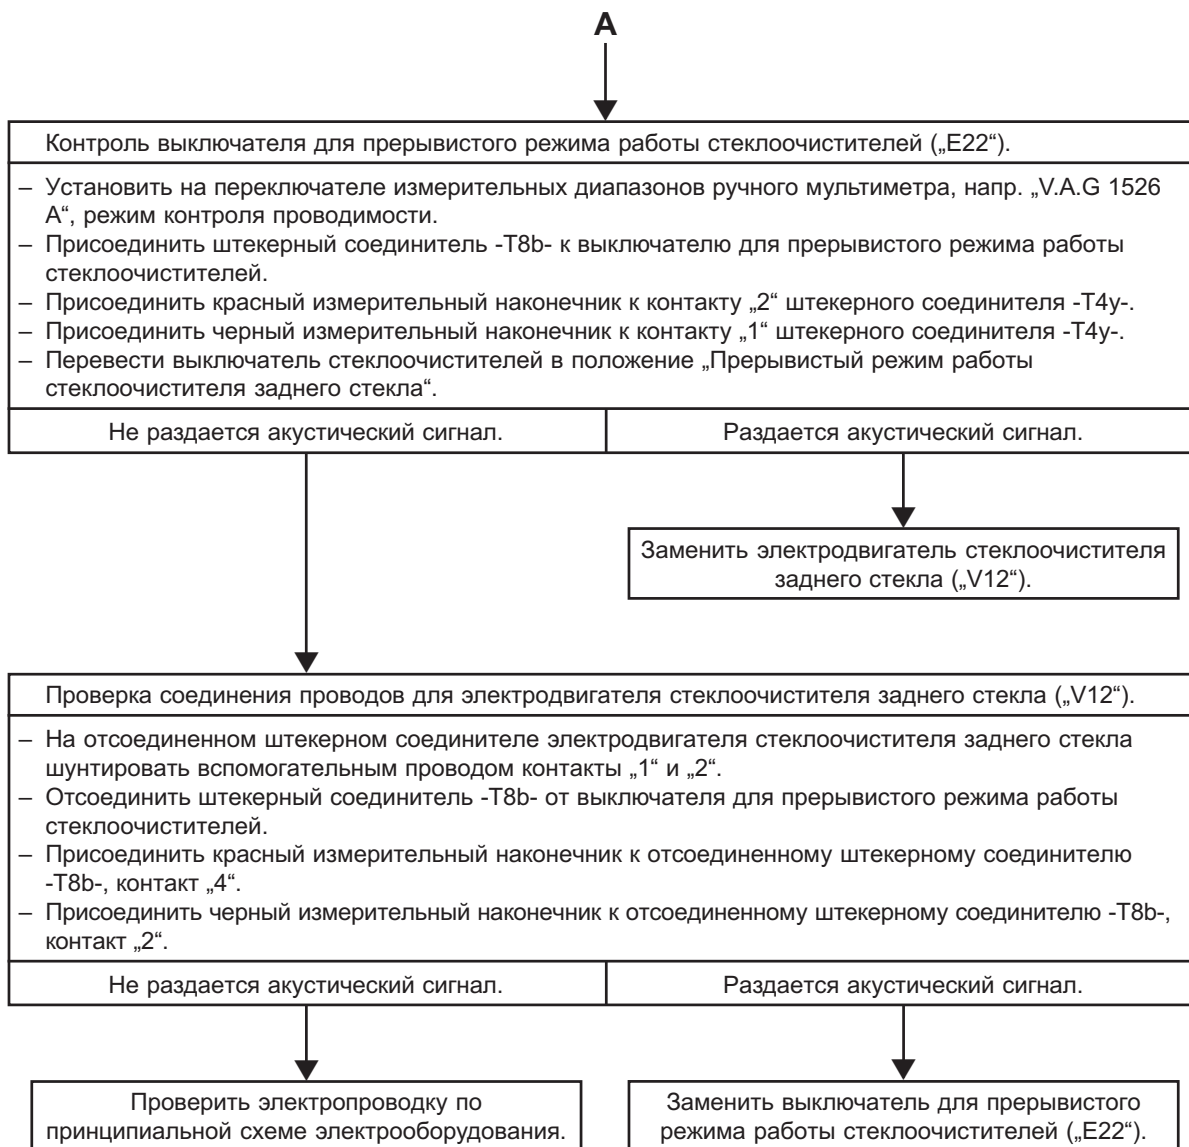 A
Контроль выключателя для прерывистого режима работы стеклоочистителей („E22“).
– Установить на переключателе измерительных диапазонов ручного мультиметра, напр. „V.A.G 1526
A“, режим контроля проводимости.
– Присоединить штекерный соединитель -T8b- к выключателю для прерывистого режима работы
стеклоочистителей.
– Присоединить красный измерительный наконечник к контакту „2“ штекерного соединителя -T4y-.
– Присоединить черный измерительный наконечник к контакту „1“ штекерного соединителя -T4y-.
– Перевести выключатель стеклоочистителей в положение „Прерывистый режим работы
стеклоочистителя заднего стекла“.
Не раздается акустический сигнал.
Раздается акустический сигнал.
Заменить электродвигатель стеклоочистителя
заднего стекла („V12“).
Проверка соединения проводов для электродвигателя стеклоочистителя заднего стекла („V12“).
– На отсоединенном штекерном соединителе электродвигателя стеклоочистителя заднего стекла
шунтировать вспомогательным проводом контакты „1“ и „2“.
– Отсоединить штекерный соединитель -T8b- от выключателя для прерывистого режима работы
стеклоочистителей.
– Присоединить красный измерительный наконечник к отсоединенному штекерному соединителю
-T8b-, контакт „4“.
– Присоединить черный измерительный наконечник к отсоединенному штекерному соединителю -T8b-,
контакт „2“.
Не раздается акустический сигнал.
Раздается акустический сигнал.
Проверить электропроводку по
принципиальной схеме электрооборудования.
Заменить выключатель для прерывистого
режима работы стеклоочистителей („E22“).